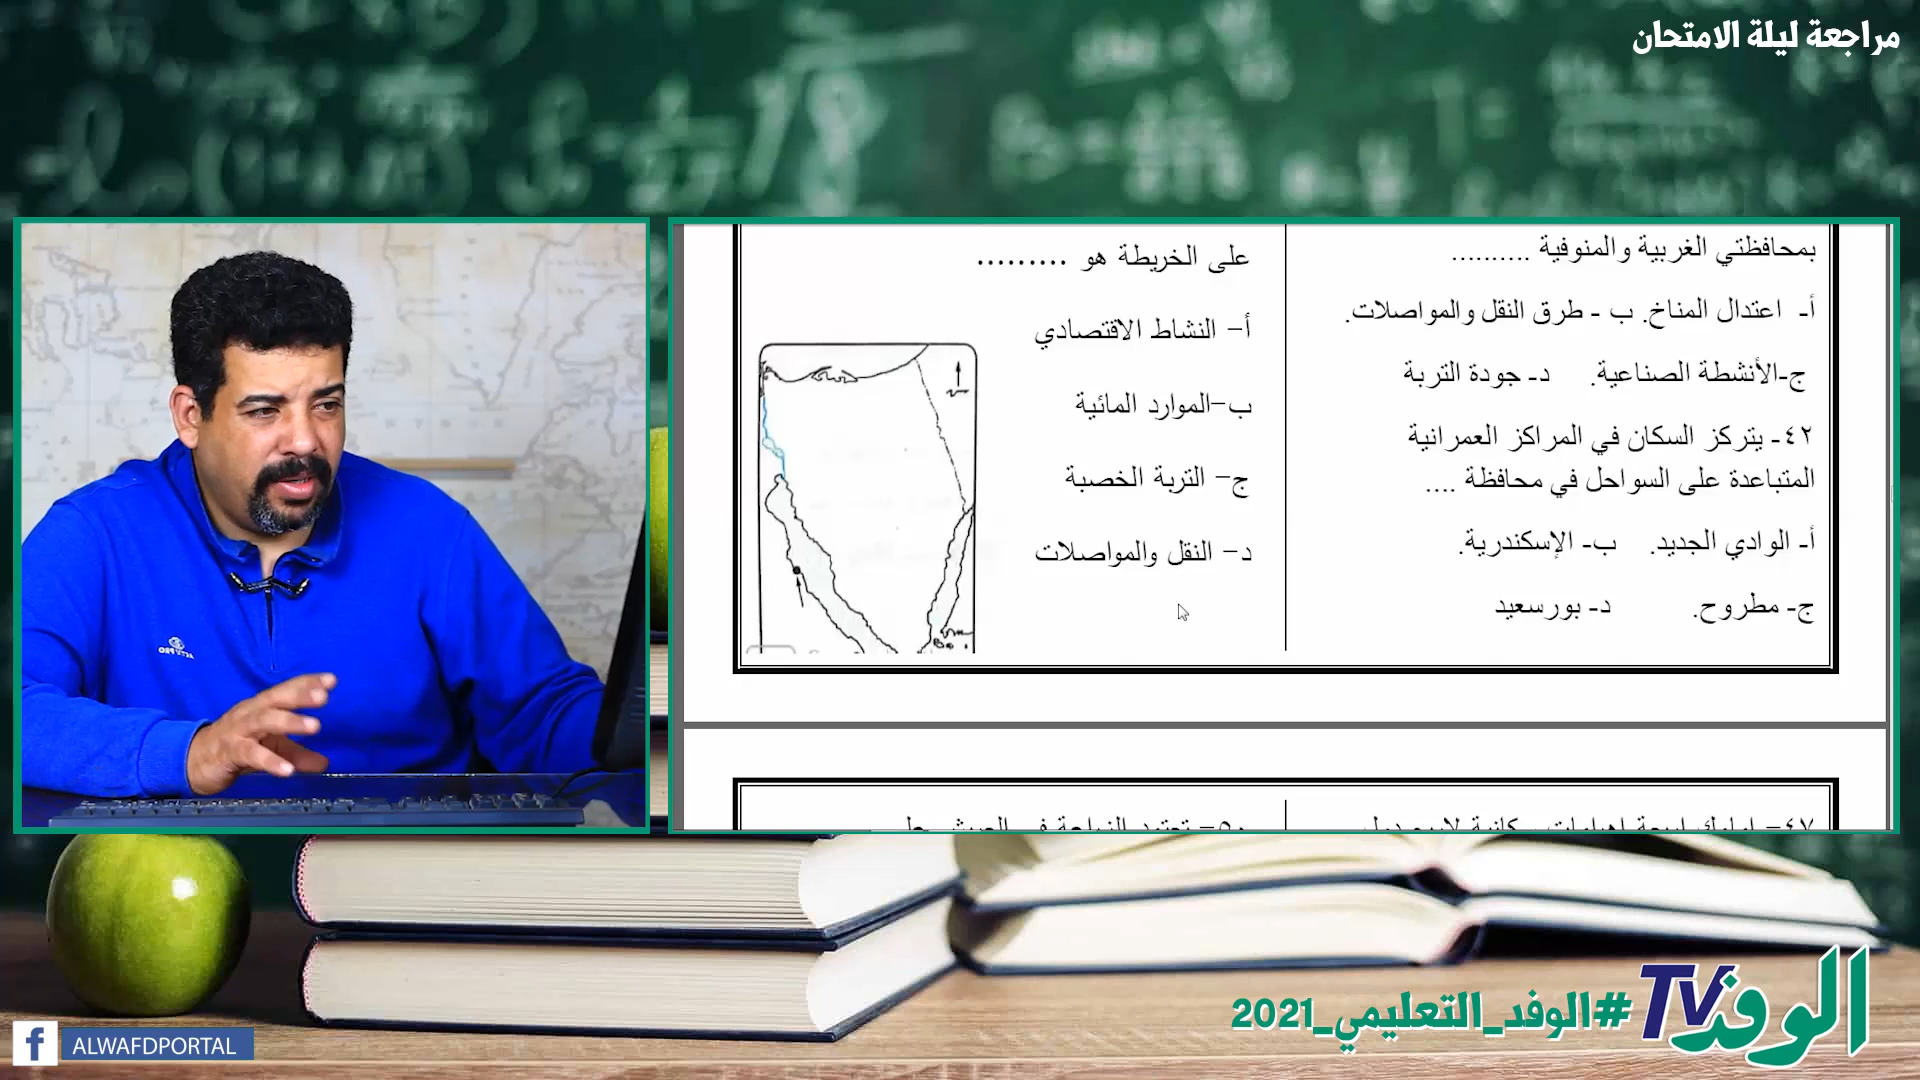 مراجعة ليلة الامتحان
بمحافظتي الغربية والمنوفية ..........
أ- اعتدال المناخ. ب - طرق النقل والمواصلات.
ج-الأنشطة الصناعية. د- جودة التربة
٤٢- يتركز السكان في المراكز العمرانية
المتباعدة على السواحل في محافظة ....
أ- الوادي الجديد. ب- الإسكندرية.
ج- مطروح. د- بورسعيد
على الخريطة هو .........
أ- النشاط الاقتصادي
ب-الموارد المائية
ج- التربة الخصبة
د- النقل والمواصلات
ACTIV PRO
#الوفد_التعليمي_2021
الوفد TV
f ALWAFDPORTAL